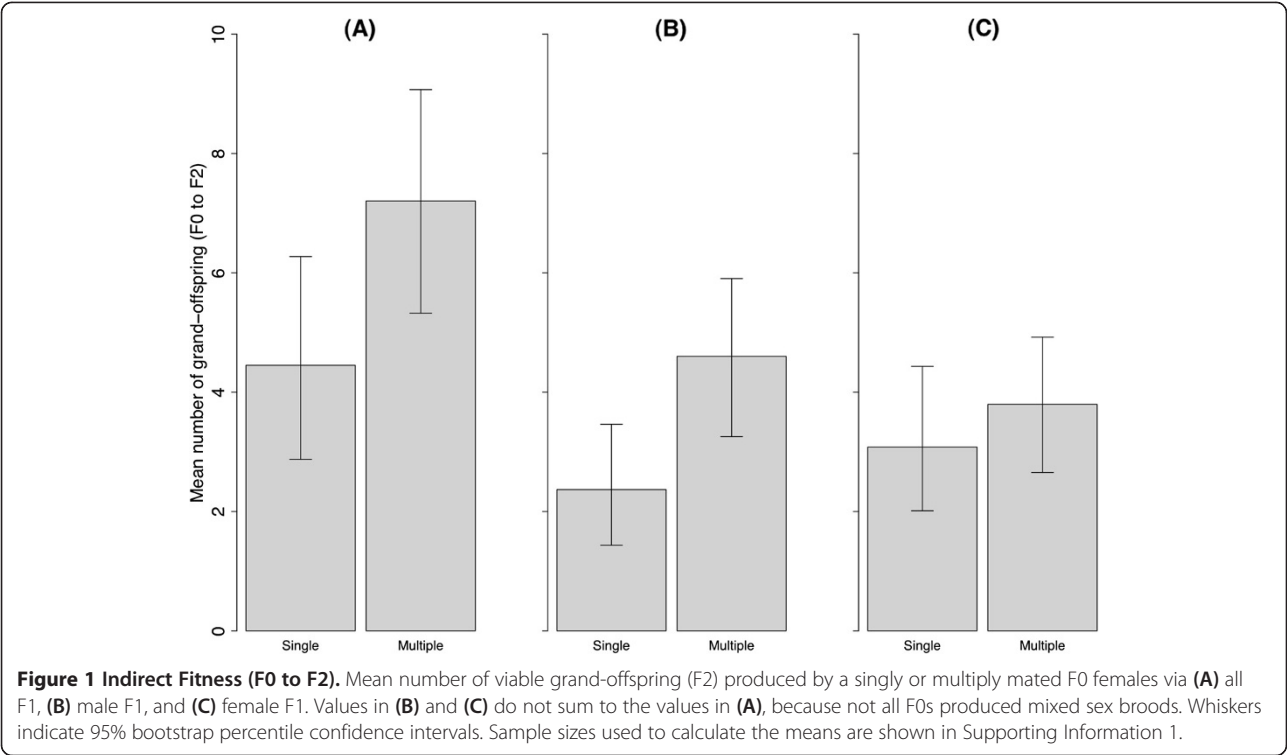 (A) (B) (C)
Mean number of grand-offspring (F0 to F2)
10
8
6
4
2
0
Single Multiple Single Multiple Single Multiple
Figure 1 Indirect Fitness (F0 to F2). Mean number of viable grand-offspring (F2) produced by a singly or multiply mated F0 females via (A) all
F1, (B) male F1, and (C) female F1. Values in (B) and (C) do not sum to the values in (A), because not all F0s produced mixed sex broods. Whiskers
indicate 95% bootstrap percentile confidence intervals. Sample sizes used to calculate the means are shown in Supporting Information 1.